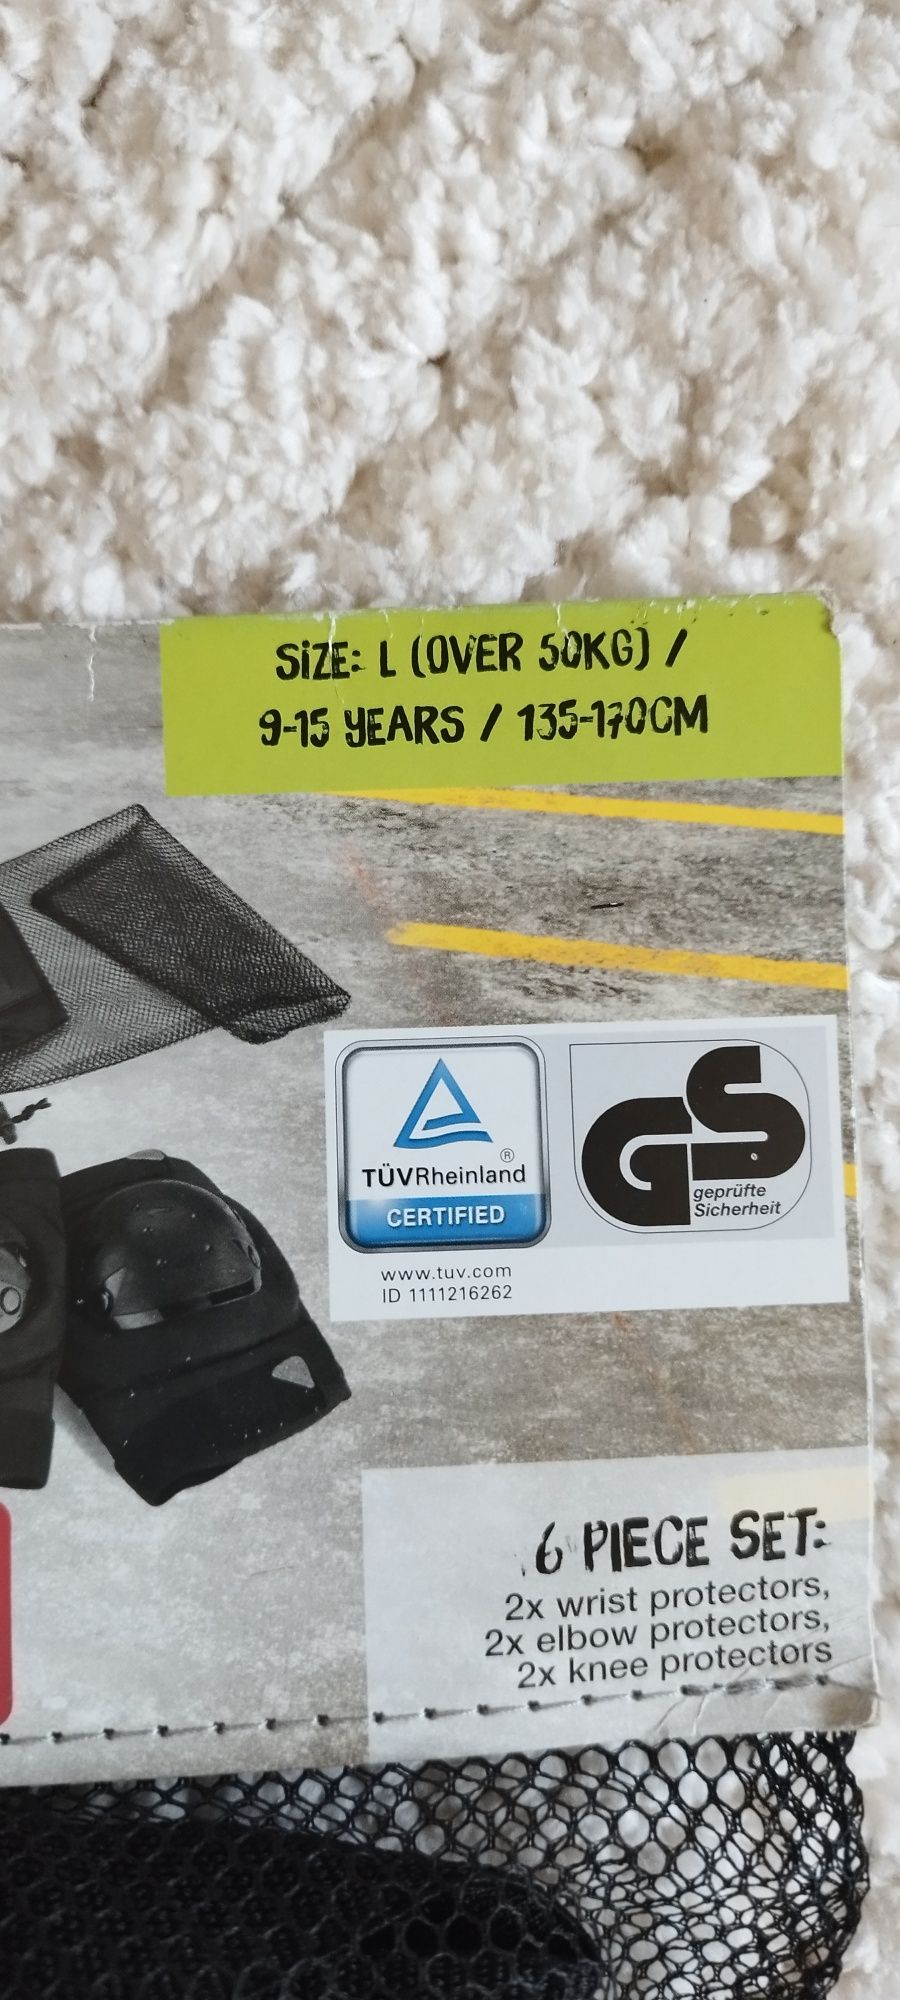 SiZE: L (OVER 50KG) /
9-15 YEARS / 135-170CM
TÜVRheinland®
CERTIFIED
www.tuv.com
ID 1111216262
GS
geprüfte
Sicherheit
6 PIECE SET:
2x wrist protectors,
2x elbow protectors,
2x knee protectors